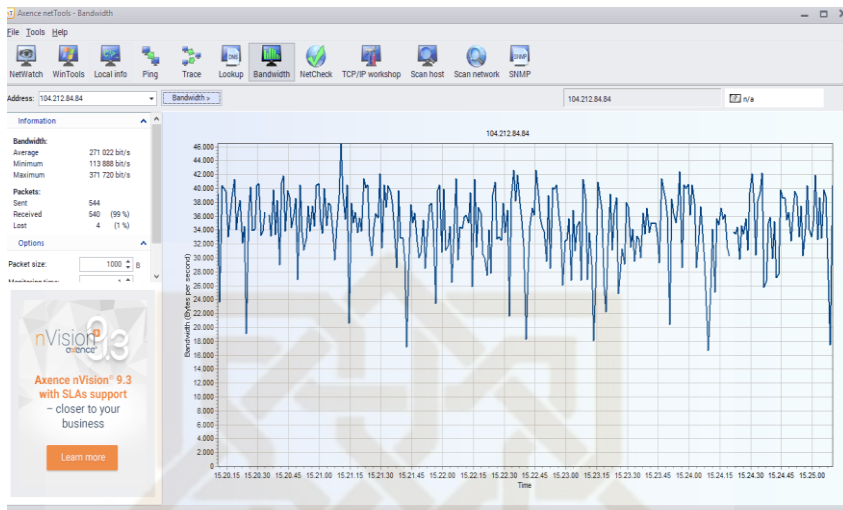 Axence netTools - Bandwidth
File Tools Help
NetWatch WinTools Local info Ping Trace Lookup Bandwidth NetCheck TCP/IP workshop Scan host Scan network SNMP
Address: 104.212.84.84 Bandwidth > 104.212.84.84 n/a
Information
Bandwidth:
Average 271 022 bit/s
Minimum 113 888 bit/s
Maximum 371 720 bit/s
Packets:
Sent 544
Received 540 (99 %)
Lost 4 (1 %)
Options
Packet size: 1000 B
Monitoring time: 1
nVision 9.3
axence
Axence nVision® 9.3
with SLAs support
– closer to your
business
Learn more
104.212.84.84
46.000
44.000
42.000
40.000
38.000
36.000
34.000
32.000
30.000
28.000
26.000
24.000
22.000
20.000
18.000
16.000
14.000
12.000
10.000
8.000
6.000
4.000
2.000
0
Bandwidth (Bytes per second)
15.20.15 15.20.30 15.20.45 15.21.00 15.21.15 15.21.30 15.21.45 15.22.00 15.22.15 15.22.30 15.22.45 15.23.00 15.23.15 15.23.30 15.23.45 15.24.00 15.24.15 15.24.30 15.24.45 15.25.00
Time